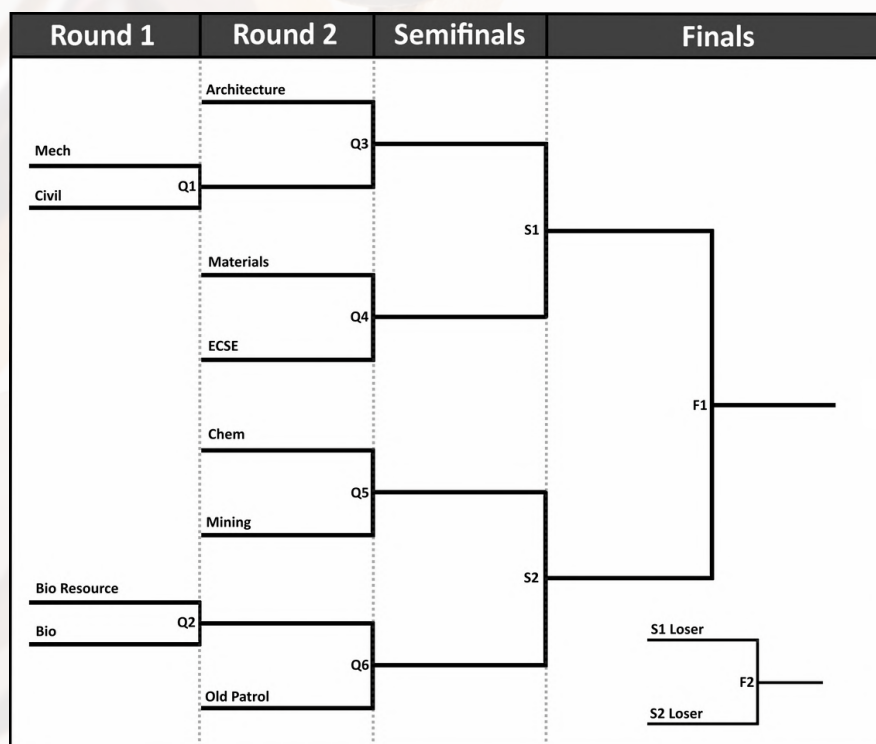 Round 1 Round 2 Semifinals Finals
Architecture
Q3
Mech
Q1
Civil
S1
Materials
Q4
ECSE
F1
Chem
Q5
Mining
S2
Bio Resource
Q2
Bio
S1 Loser
Q6
F2
Old Patrol
S2 Loser